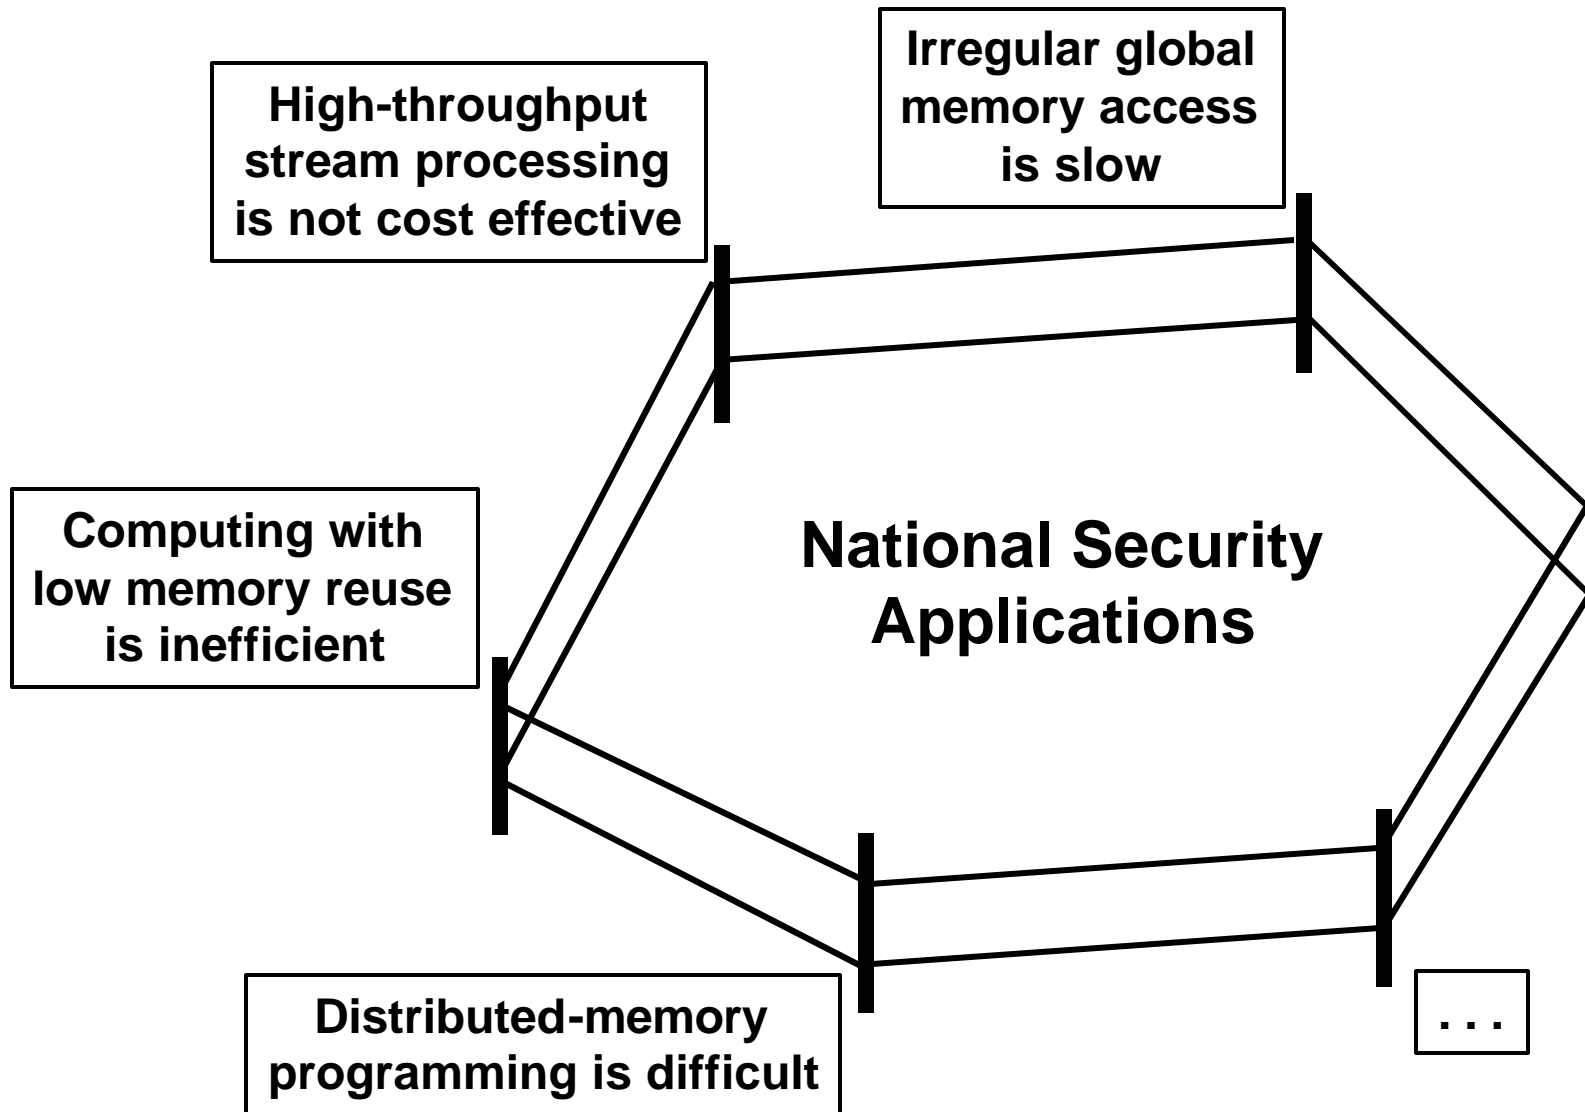 Irregular global
memory access
is slow
High-throughput
stream processing
is not cost effective
Computing with
low memory reuse
is inefficient
National Security
Applications
Distributed-memory
programming is difficult
. . .